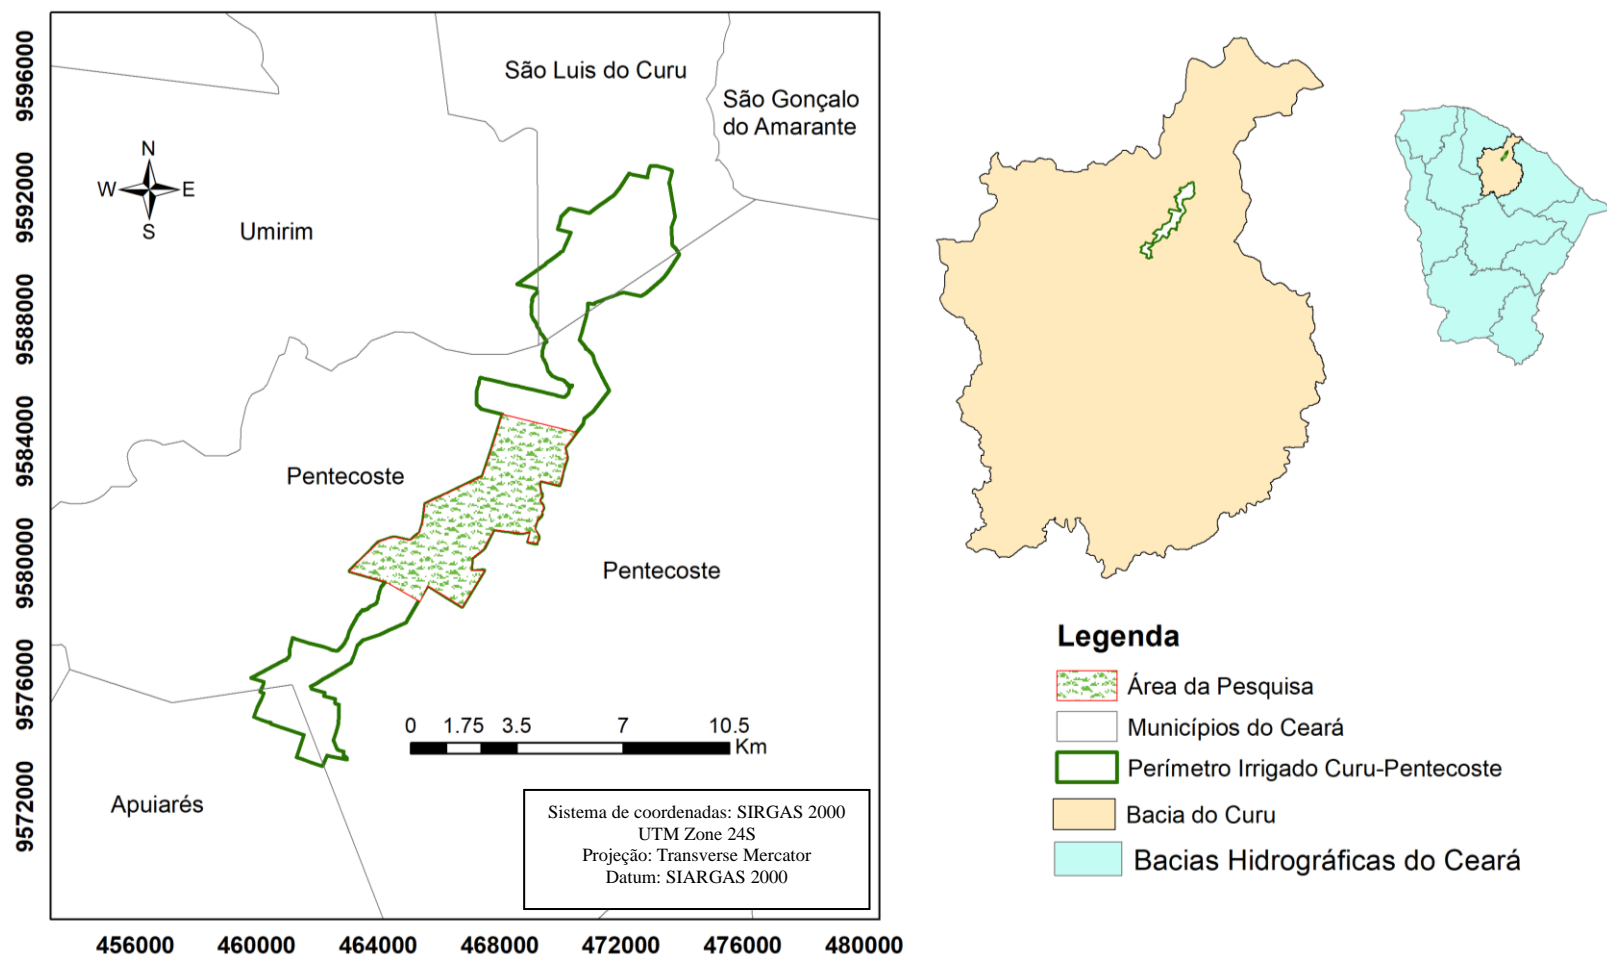 9596000
9592000
9588000
9584000
9580000
9576000
9572000
São Luis do Curu
São Gonçalo
do Amarante
N
W
E
S
Umirim
Pentecoste
Pentecoste
Apuiarés
0 1.75 3.5 7 10.5
Km
Sistema de coordenadas: SIRGAS 2000
UTM Zone 24S
Projeção: Transverse Mercator
Datum: SIARGAS 2000
456000 460000 464000 468000 472000 476000 480000
Legenda
Área da Pesquisa
Municípios do Ceará
Perímetro Irrigado Curu-Pentecoste
Bacia do Curu
Bacias Hidrográficas do Ceará